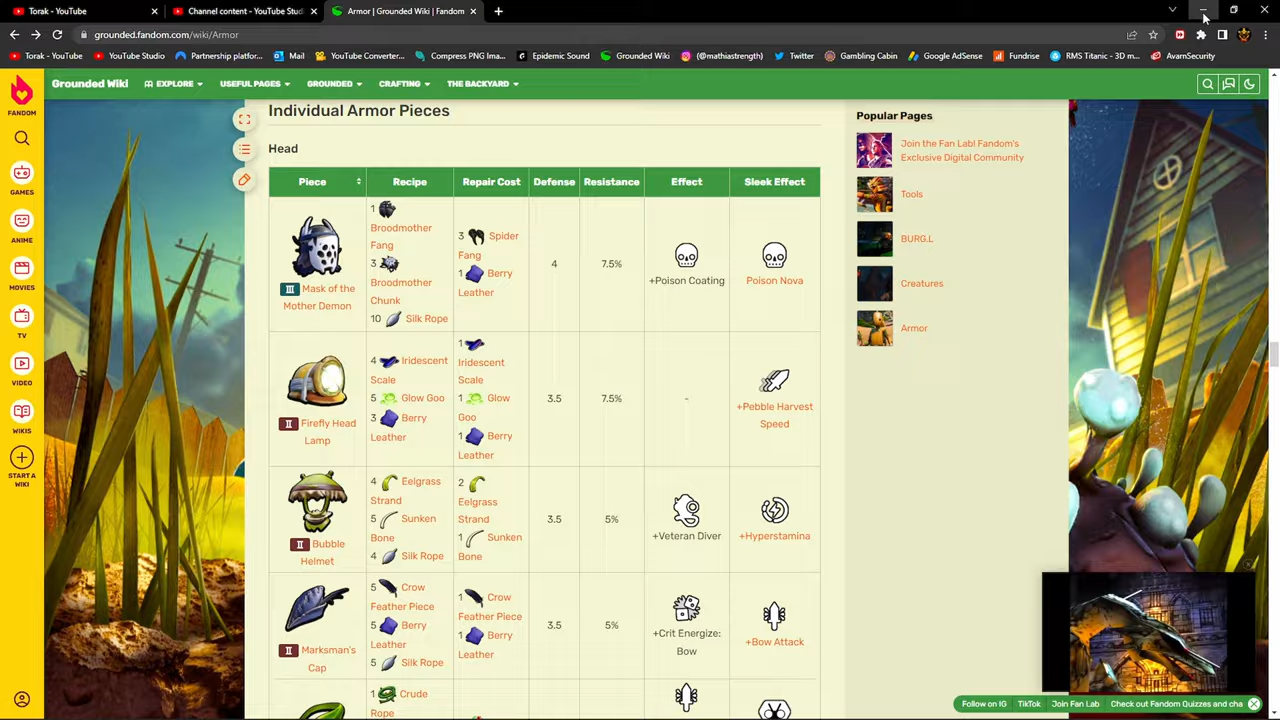 Torak - YouTube
Channel content - YouTube Stud
Armor | Grounded Wiki | Fandom
grounded.fandom.com/wiki/Armor
Torak - YouTube
YouTube Studio
Partnership platfor...
Mail
YouTube Converter...
Compress PNG Ima...
Epidemic Sound
Grounded Wiki
(@mathiastrength)
Twitter
Gambling Cabin
Google AdSense
Fundrise
RMS Titanic - 3D m...
AvarnSecurity
FANDOM
GAMES
ANIME
MOVIES
TV
VIDEO
WIKIS
START A
WIKI
Grounded Wiki
EXPLORE
USEFUL PAGES
GROUNDED
CRAFTING
THE BACKYARD
Individual Armor Pieces
Head
Piece Recipe Repair Cost Defense Resistance Effect Sleek Effect
III Mask of the
Mother Demon
1
Broodmother
Fang
3
Broodmother
Chunk
10 Silk Rope
3 Spider
Fang
1 Berry
Leather
4
7.5%
+Poison Coating
Poison Nova
II Firefly Head
Lamp
4 Iridescent
Scale
5 Glow Goo
3 Berry
Leather
1
Iridescent
Scale
1 Glow
Goo
1 Berry
Leather
3.5
7.5%
-
+Pebble Harvest
Speed
II Bubble
Helmet
4 Eelgrass
Strand
5 Sunken
Bone
4 Silk Rope
2
Eelgrass
Strand
1 Sunken
Bone
3.5
5%
+Veteran Diver
+Hyperstamina
II Marksman's
Cap
5 Crow
Feather Piece
5 Berry
Leather
5 Silk Rope
1 Crow
Feather Piece
1 Berry
Leather
3.5
5%
+Crit Energize:
Bow
+Bow Attack
1 Crude
Rope
Popular Pages
Join the Fan Lab! Fandom's
Exclusive Digital Community
Tools
BURG.L
Creatures
Armor
Follow on IG
TikTok
Join Fan Lab
Check out Fandom Quizzes and cha